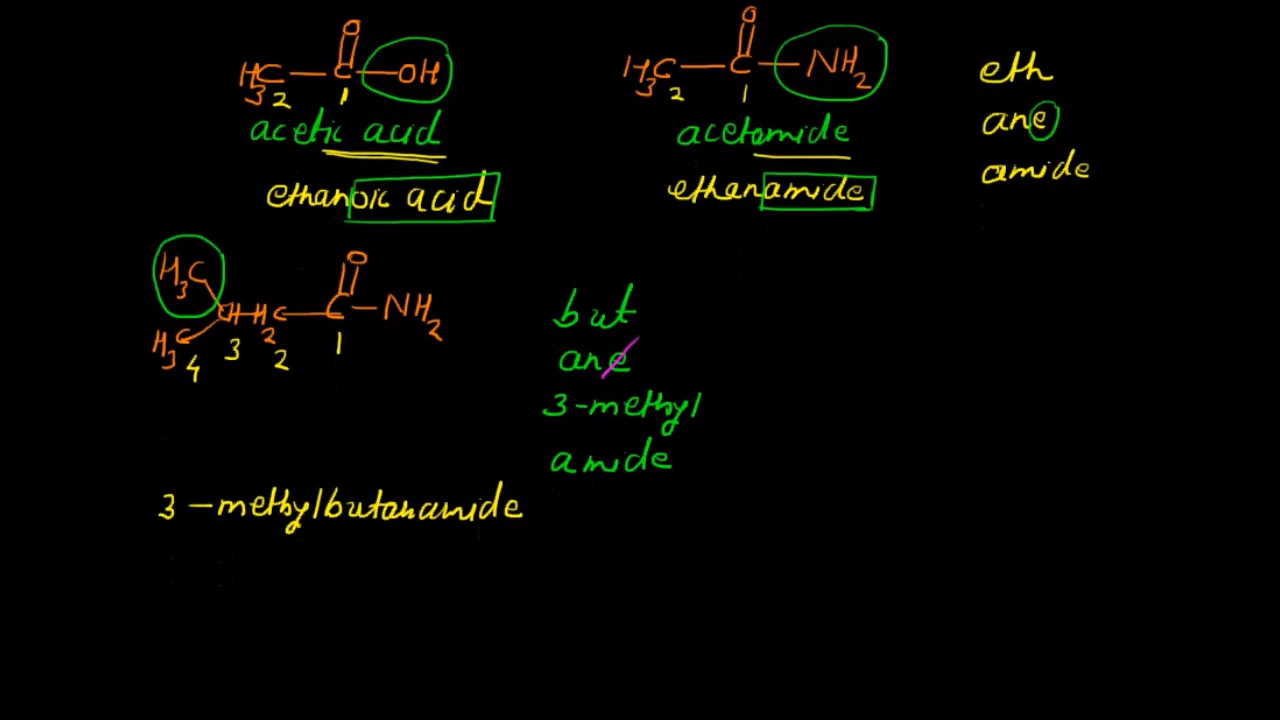 O
H3C — C — OH
3 2 1
acetic acid
ethanoic acid
O
H3C — C — NH2
2 1
acetamide
ethanamide
eth
ane
amide
H3C
O
CH — H2C — C — NH2
H3C
4 3 2 1
but
ane
3-methyl
amide
3-methylbutanamide